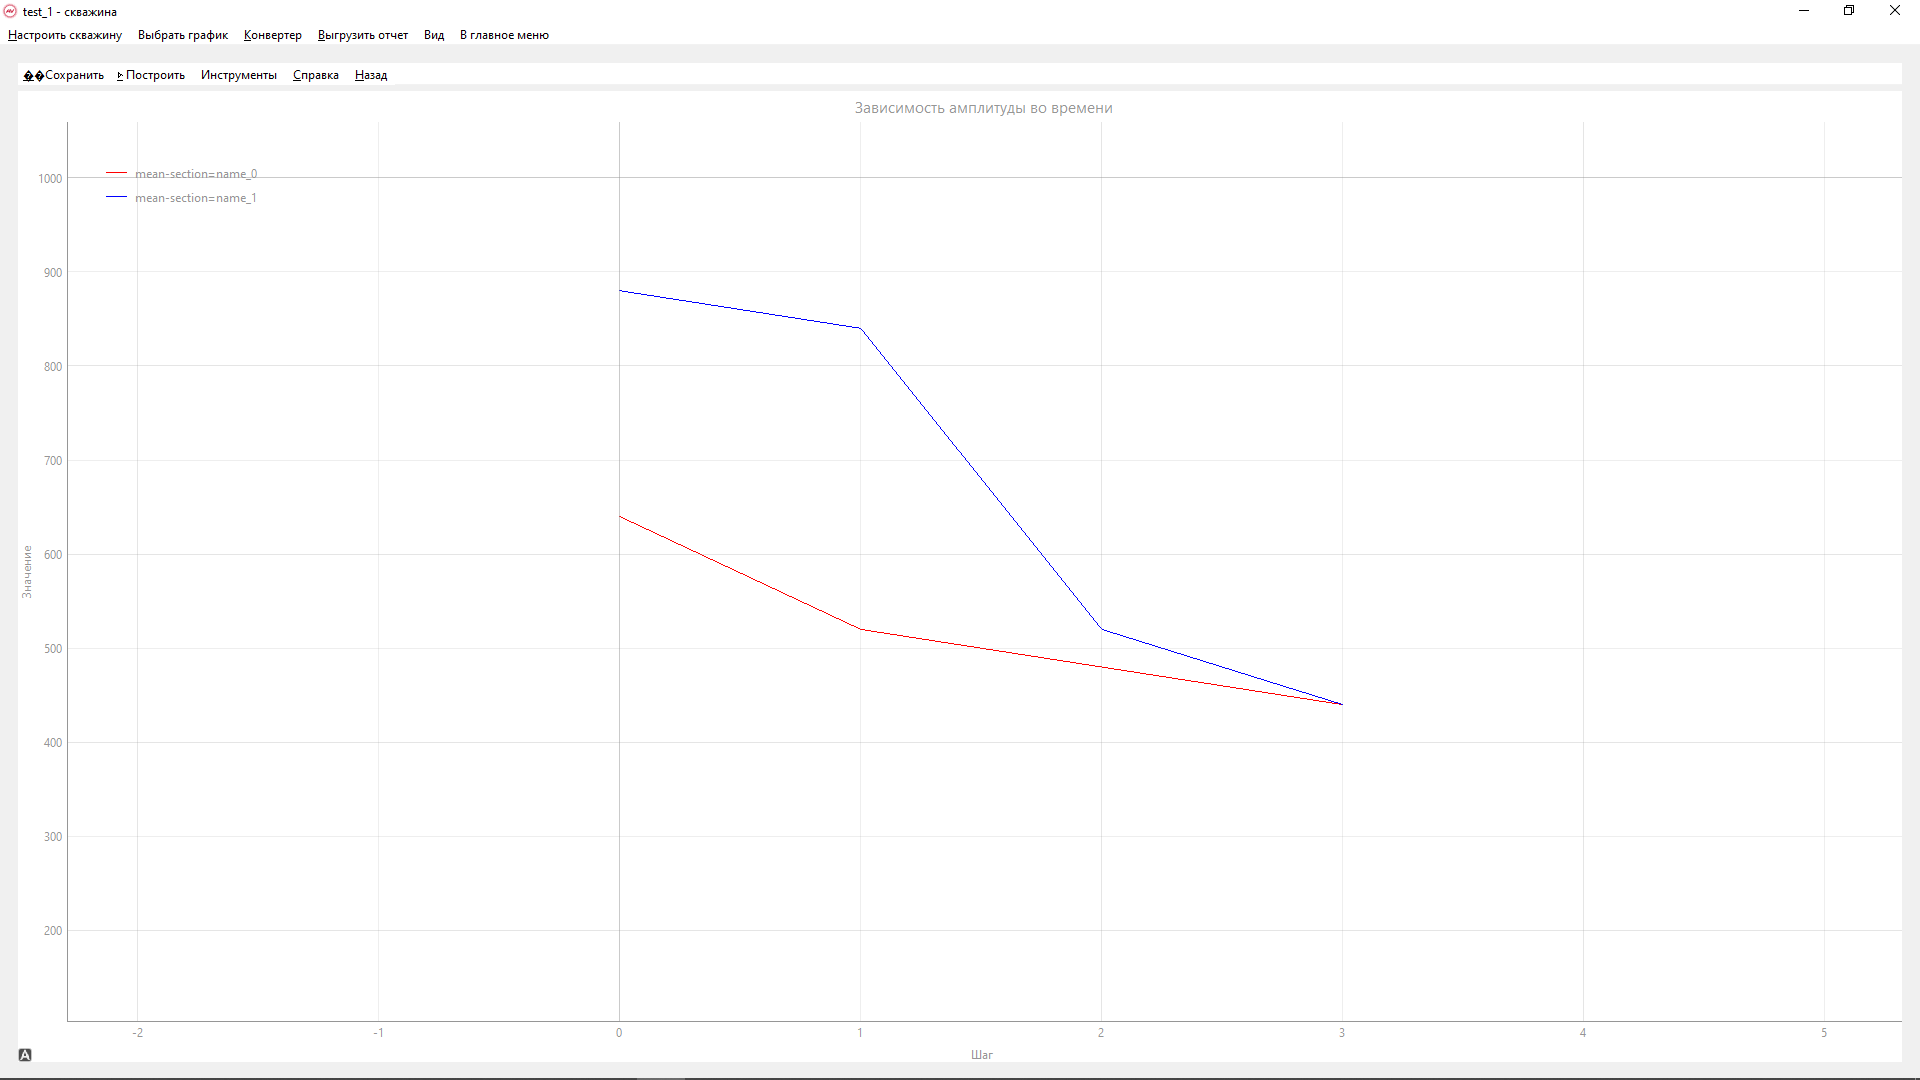 test_1 - скважина
Настроить скважину Выбрать график Конвертер Выгрузить отчет Вид В главное меню
��Сохранить Построить Инструменты Справка Назад
Зависимость амплитуды во времени
mean-section=name_0
mean-section=name_1
1000
900
800
700
600
500
400
300
200
Значение
-2 -1 0 1 2 3 4 5
Шаг
A